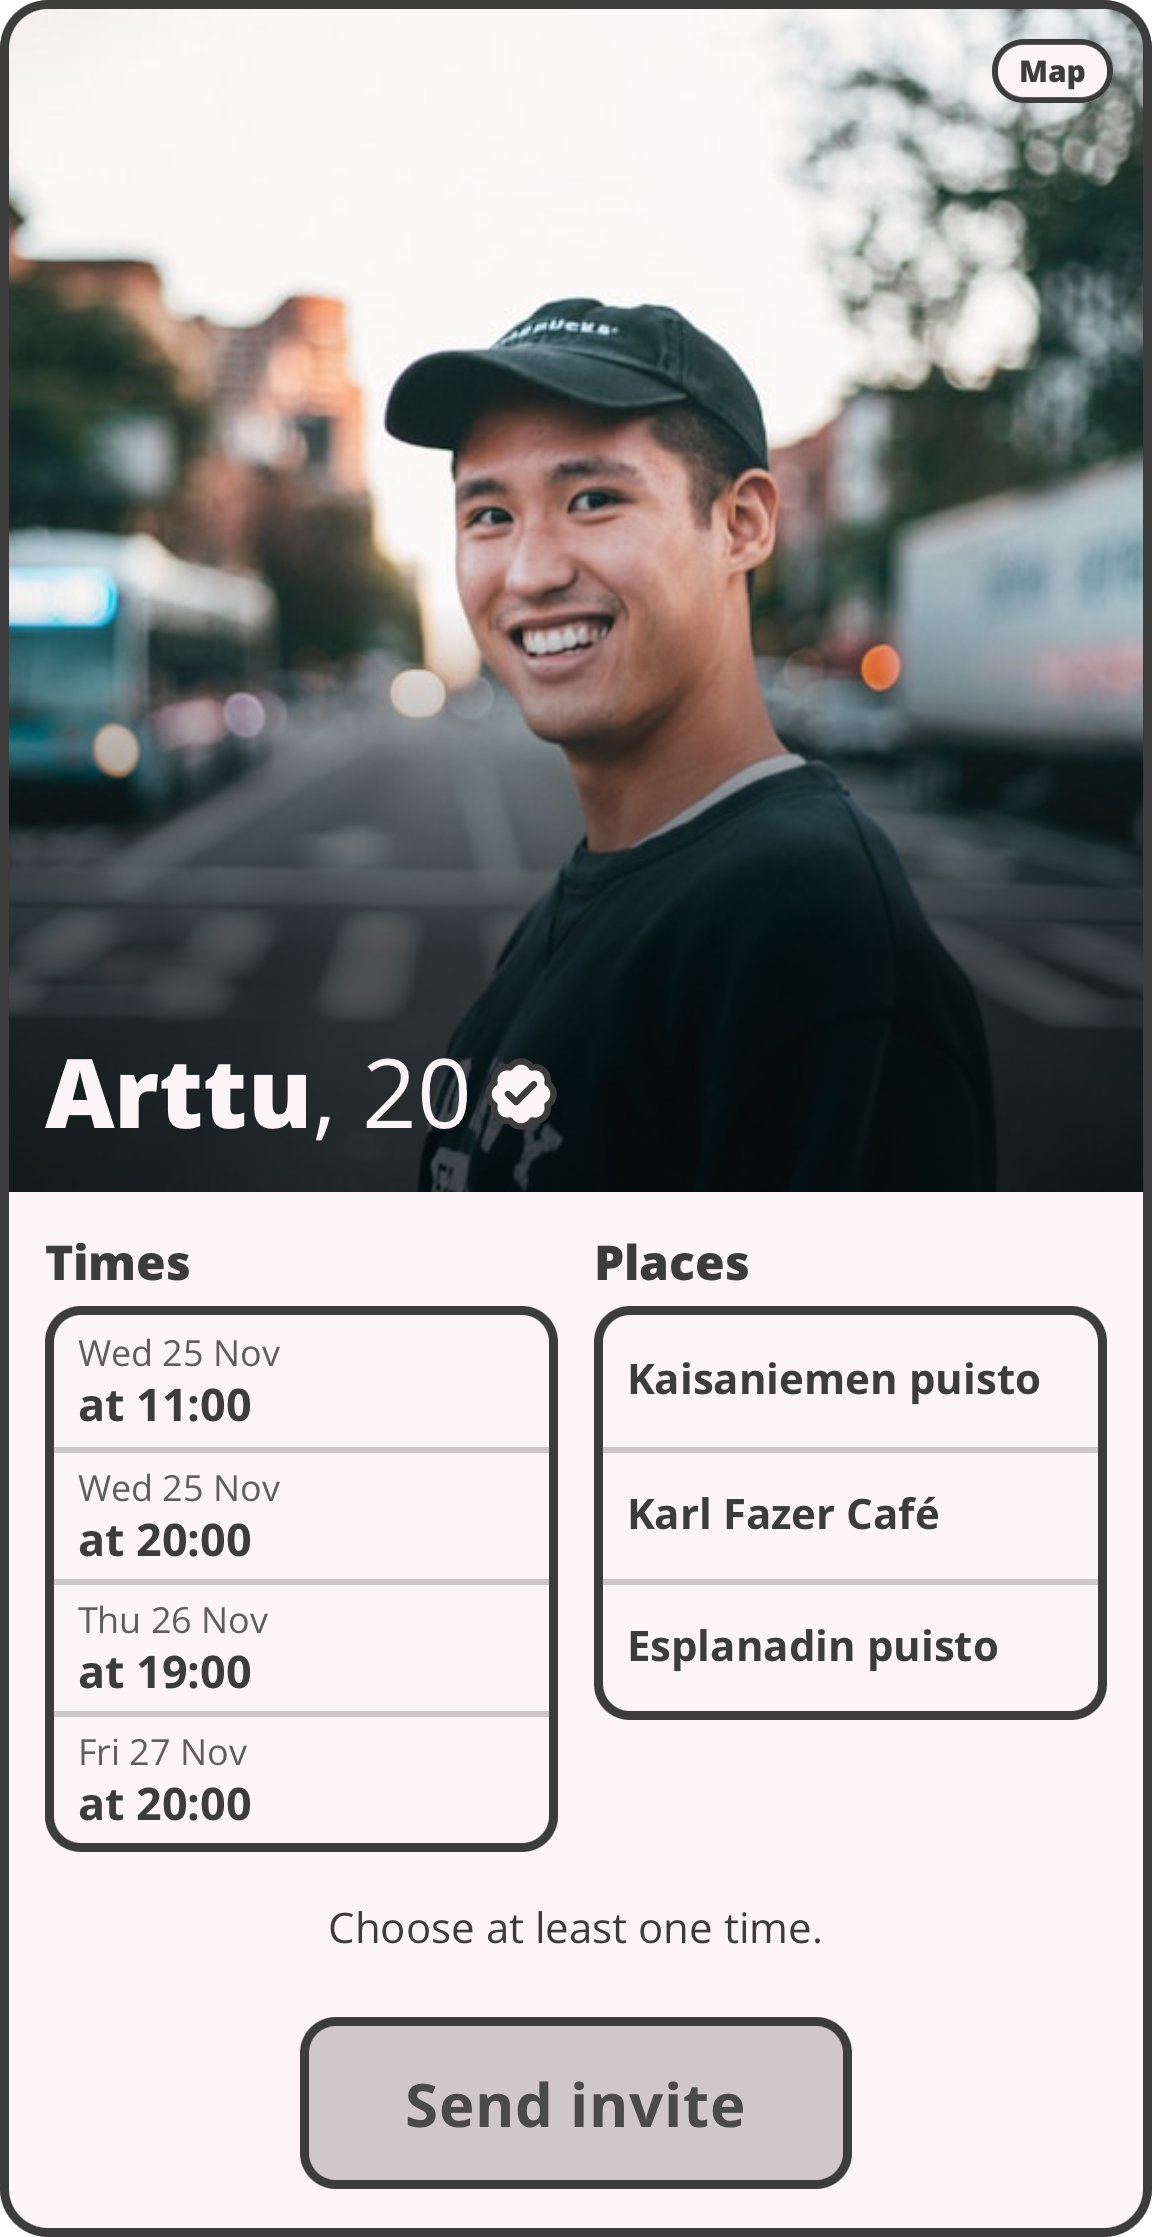 Map
Arttu, 20
Times
Wed 25 Nov
at 11:00
Wed 25 Nov
at 20:00
Thu 26 Nov
at 19:00
Fri 27 Nov
at 20:00
Places
Kaisaniemen puisto
Karl Fazer Café
Esplanadin puisto
Choose at least one time.
Send invite